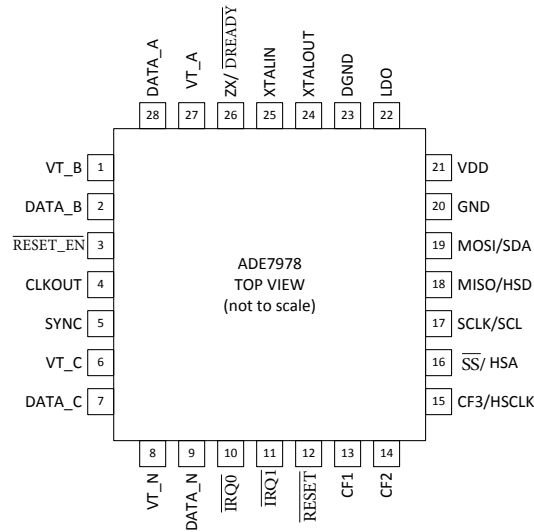 DATA_A
VT_A
ZX/ DREADY
XTALIN
XTALOUT
DGND
LDO
28
27
26
25
24
23
22
VT_B 1
DATA_B 2
RESET_EN 3
CLKOUT 4
SYNC 5
VT_C 6
DATA_C 7
ADE7978
TOP VIEW
(not to scale)
21 VDD
20 GND
19 MOSI/SDA
18 MISO/HSD
17 SCLK/SCL
16 SS/ HSA
15 CF3/HSCLK
8
9
10
11
12
13
14
VT_N
DATA_N
IRQ0
IRQ1
RESET
CF1
CF2